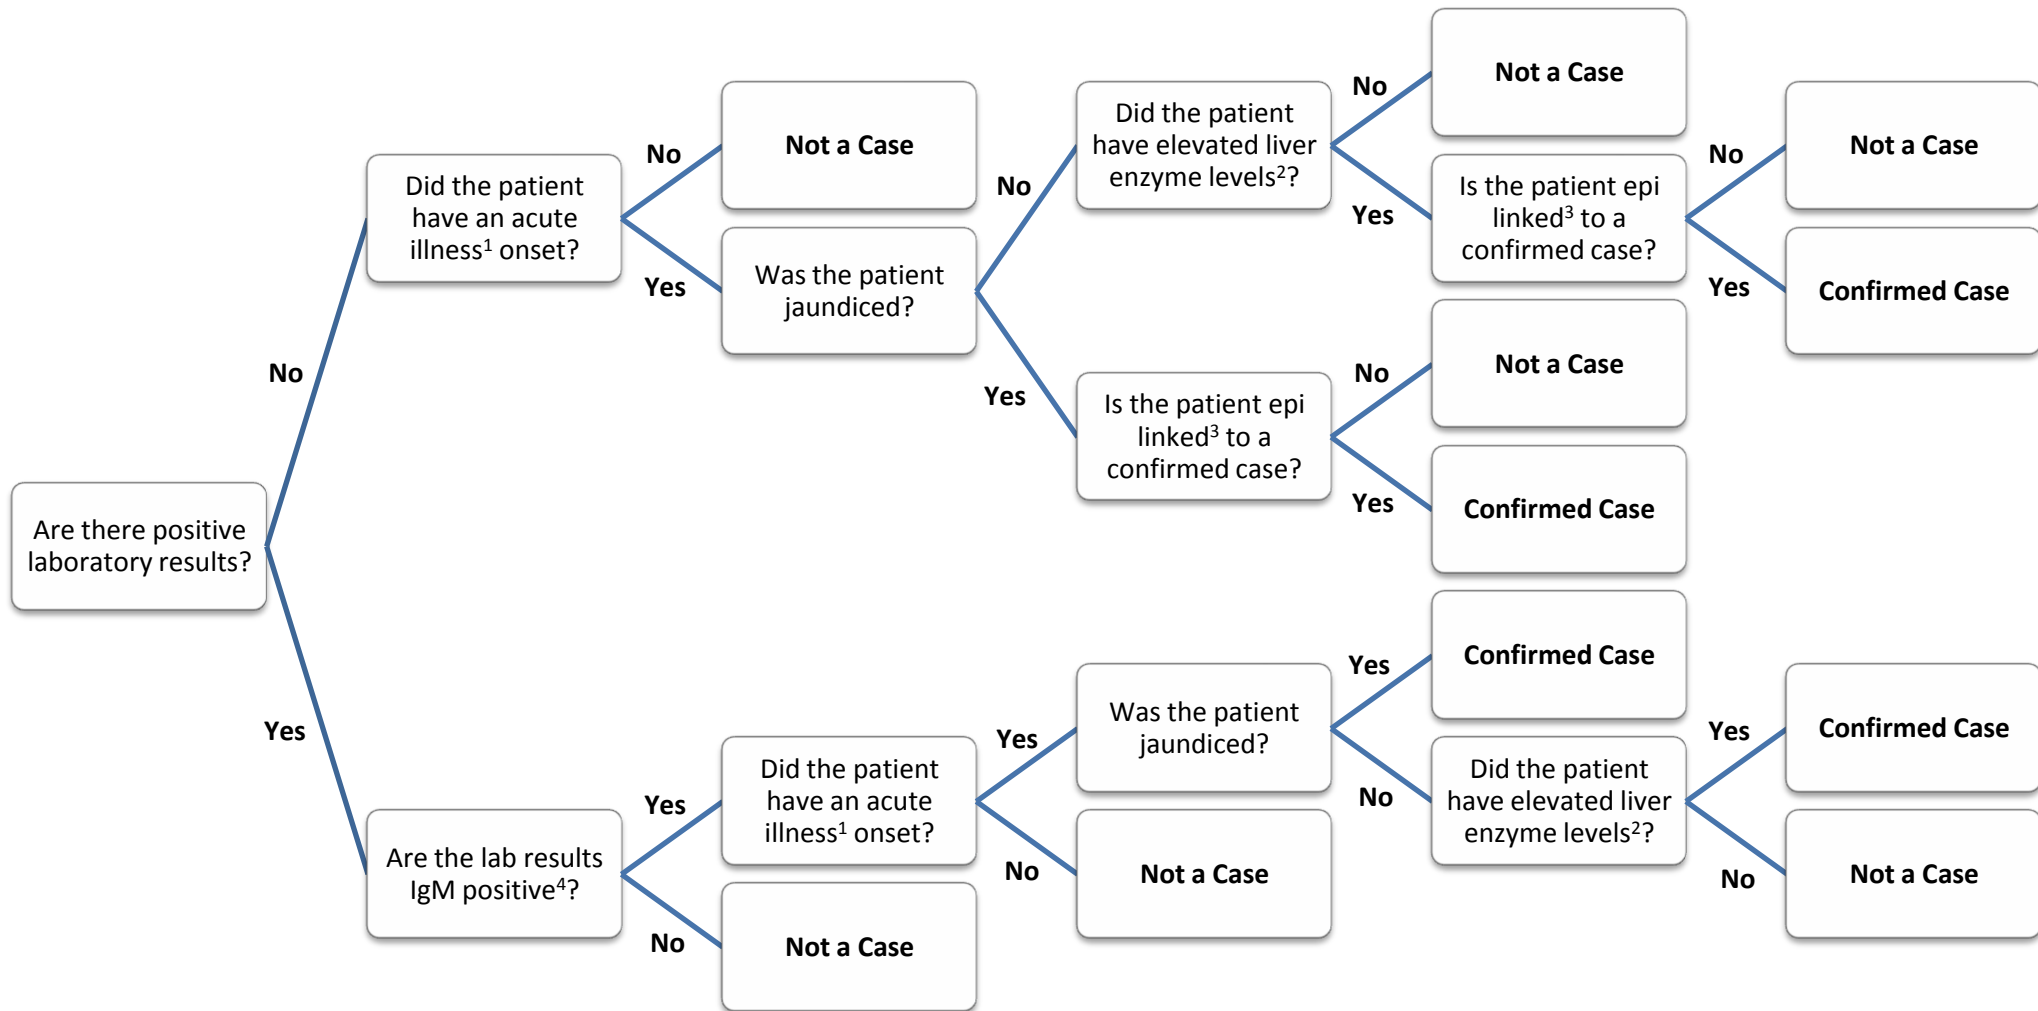 Are there positive
laboratory results?
No
Did the patient
have an acute
illness¹ onset?
No
Not a Case
Yes
Was the patient
jaundiced?
No
Did the patient
have elevated liver
enzyme levels²?
No
Not a Case
Yes
Is the patient epi
linked³ to a
confirmed case?
No
Not a Case
Yes
Confirmed Case
Yes
Is the patient epi
linked³ to a
confirmed case?
No
Not a Case
Yes
Confirmed Case
Yes
Are the lab results
IgM positive⁴?
Yes
Did the patient
have an acute
illness¹ onset?
Yes
Was the patient
jaundiced?
Yes
Confirmed Case
No
Did the patient
have elevated liver
enzyme levels²?
Yes
Confirmed Case
No
Not a Case
No
Not a Case
No
Not a Case